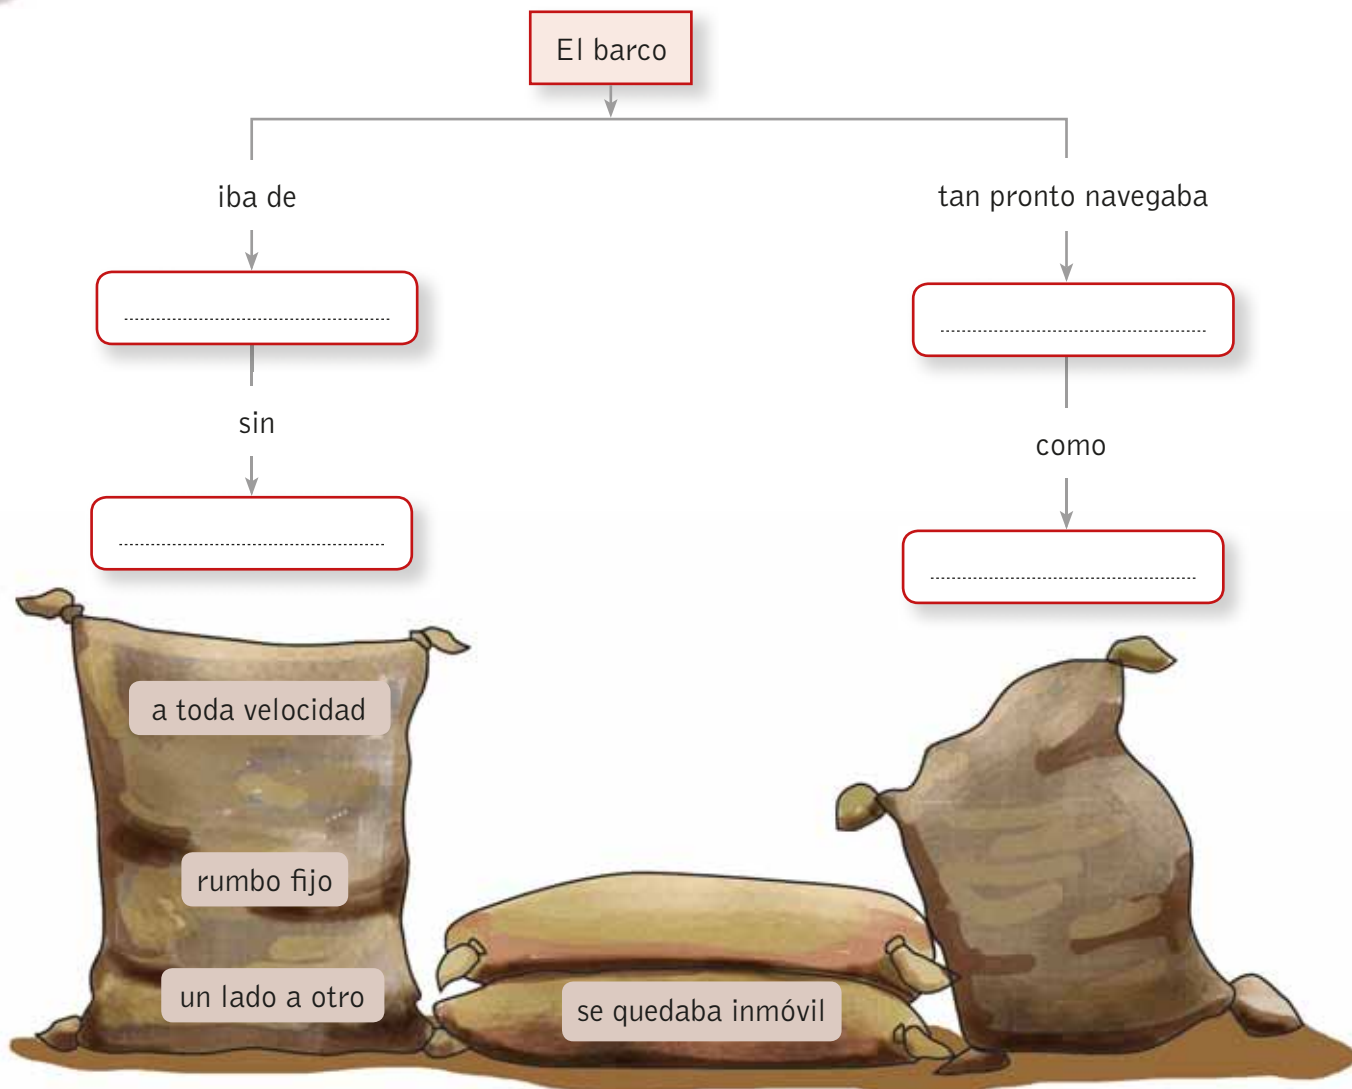 El barco
iba de
tan pronto navegaba
sin
como
a toda velocidad
rumbo fijo
un lado a otro
se quedaba inmóvil